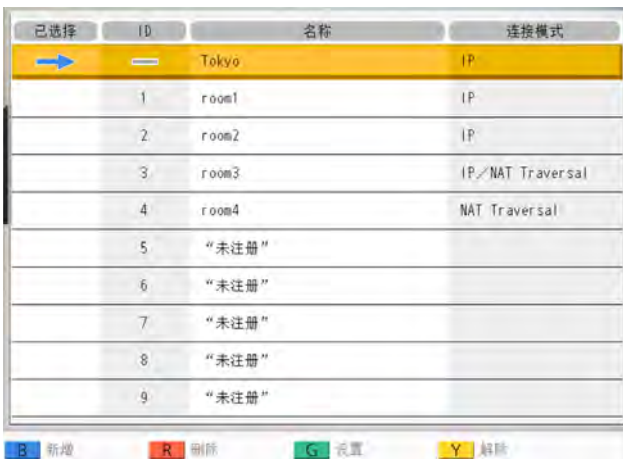 已选择 ID 名称 连接模式
Tokyo IP
1 room1 IP
2 room2 IP
3 room3 IP/NAT Traversal
4 room4 NAT Traversal
5 “未注册”
6 “未注册”
7 “未注册”
8 “未注册”
9 “未注册”
B 新增 R 删除 G 设置 Y 解除